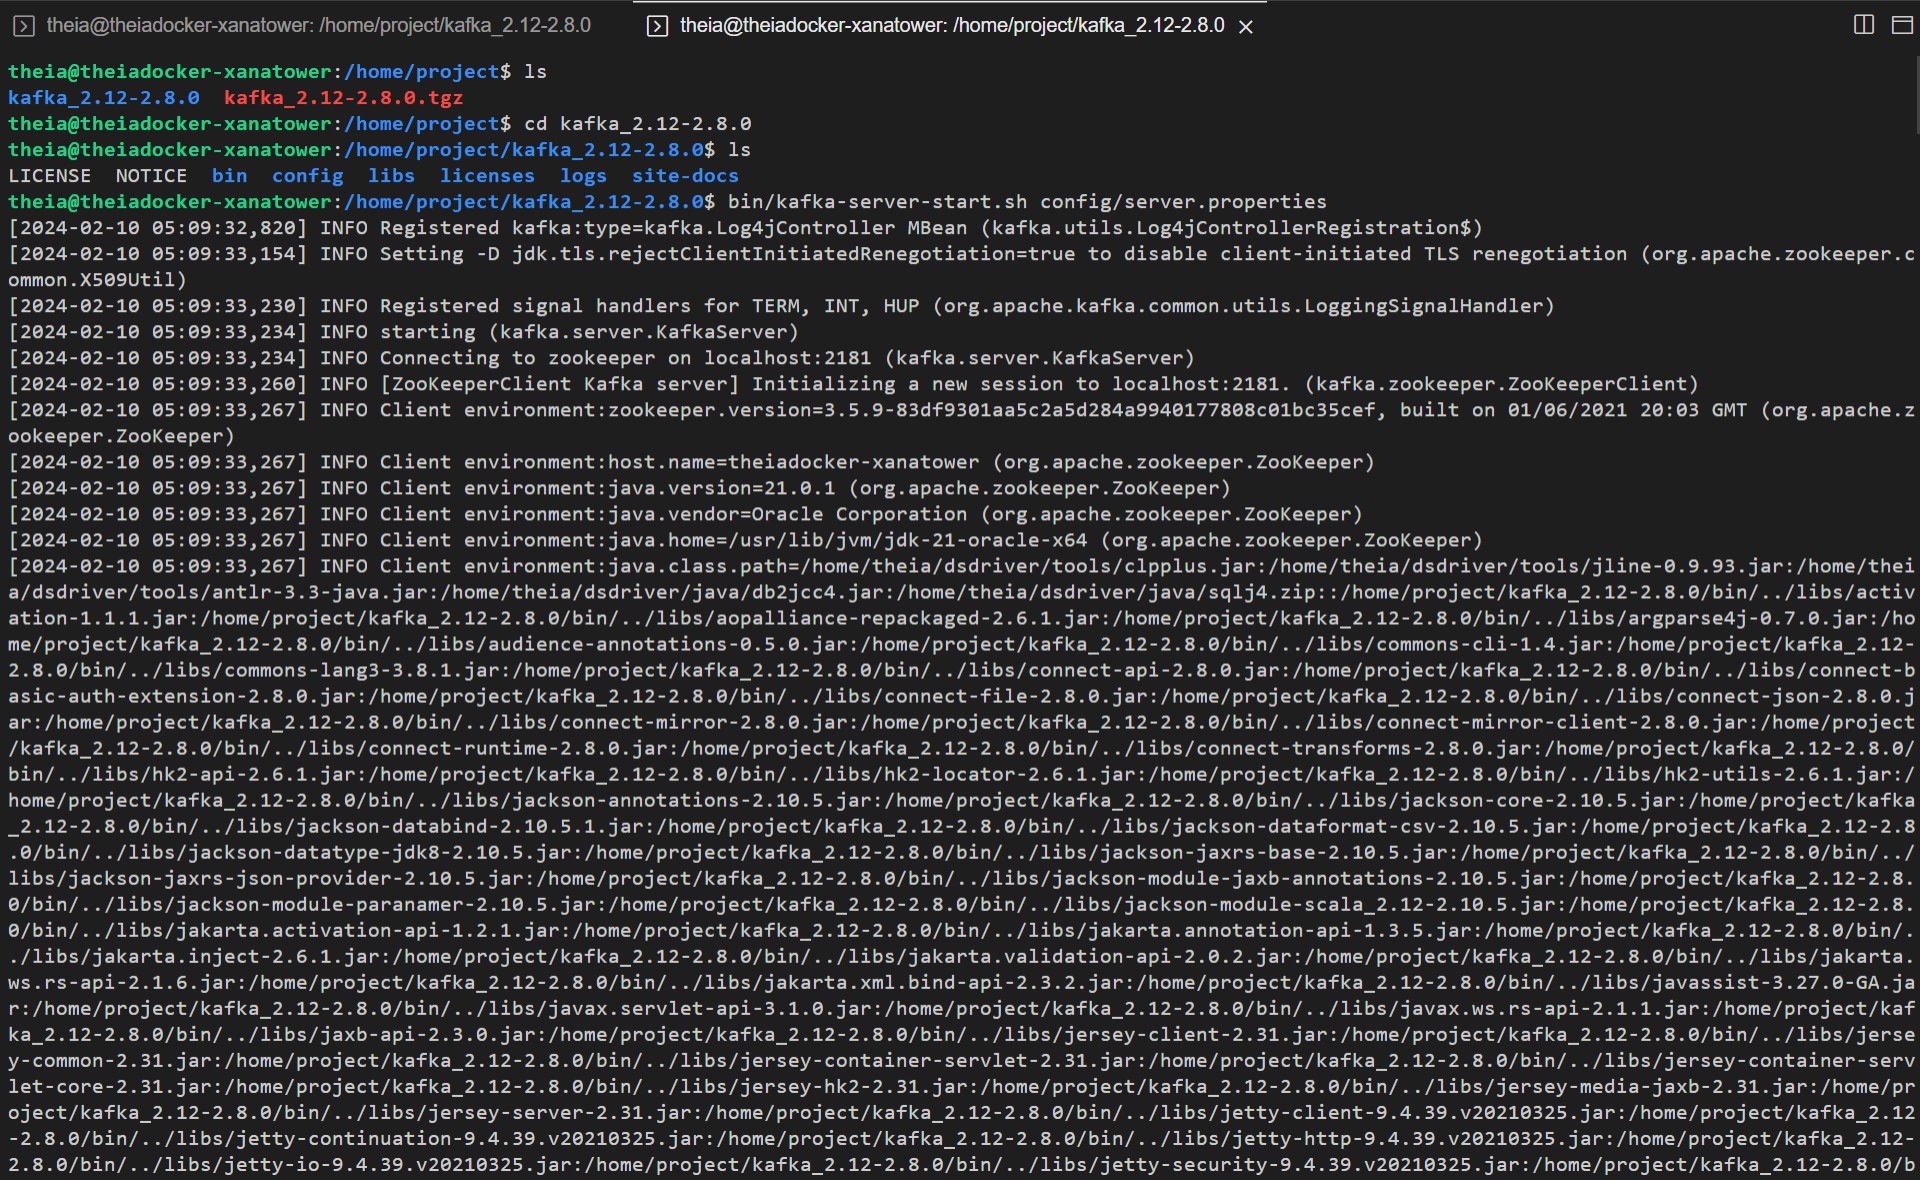 theia@theiadocker-xanatower: /home/project/kafka_2.12-2.8.0    theia@theiadocker-xanatower: /home/project/kafka_2.12-2.8.0 ×
theia@theiadocker-xanatower:/home/project$ ls
kafka_2.12-2.8.0  kafka_2.12-2.8.0.tgz
theia@theiadocker-xanatower:/home/project$ cd kafka_2.12-2.8.0
theia@theiadocker-xanatower:/home/project/kafka_2.12-2.8.0$ ls
LICENSE  NOTICE  bin  config  libs  licenses  logs  site-docs
theia@theiadocker-xanatower:/home/project/kafka_2.12-2.8.0$ bin/kafka-server-start.sh config/server.properties
[2024-02-10 05:09:32,820] INFO Registered kafka:type=kafka.Log4jController MBean (kafka.utils.Log4jControllerRegistration$)
[2024-02-10 05:09:33,154] INFO Setting -D jdk.tls.rejectClientInitiatedRenegotiation=true to disable client-initiated TLS renegotiation (org.apache.zookeeper.c
ommon.X509Util)
[2024-02-10 05:09:33,230] INFO Registered signal handlers for TERM, INT, HUP (org.apache.kafka.common.utils.LoggingSignalHandler)
[2024-02-10 05:09:33,234] INFO starting (kafka.server.KafkaServer)
[2024-02-10 05:09:33,234] INFO Connecting to zookeeper on localhost:2181 (kafka.server.KafkaServer)
[2024-02-10 05:09:33,260] INFO [ZooKeeperClient Kafka server] Initializing a new session to localhost:2181. (kafka.zookeeper.ZooKeeperClient)
[2024-02-10 05:09:33,267] INFO Client environment:zookeeper.version=3.5.9-83df9301aa5c2a5d284a9940177808c01bc35cef, built on 01/06/2021 20:03 GMT (org.apache.z
ookeeper.ZooKeeper)
[2024-02-10 05:09:33,267] INFO Client environment:host.name=theiadocker-xanatower (org.apache.zookeeper.ZooKeeper)
[2024-02-10 05:09:33,267] INFO Client environment:java.version=21.0.1 (org.apache.zookeeper.ZooKeeper)
[2024-02-10 05:09:33,267] INFO Client environment:java.vendor=Oracle Corporation (org.apache.zookeeper.ZooKeeper)
[2024-02-10 05:09:33,267] INFO Client environment:java.home=/usr/lib/jvm/jdk-21-oracle-x64 (org.apache.zookeeper.ZooKeeper)
[2024-02-10 05:09:33,267] INFO Client environment:java.class.path=/home/theia/dsdriver/tools/clpplus.jar:/home/theia/dsdriver/tools/jline-0.9.93.jar:/home/thei
a/dsdriver/tools/antlr-3.3-java.jar:/home/theia/dsdriver/java/db2jcc4.jar:/home/theia/dsdriver/java/sqlj4.zip::/home/project/kafka_2.12-2.8.0/bin/../libs/activ
ation-1.1.1.jar:/home/project/kafka_2.12-2.8.0/bin/../libs/aopalliance-repackaged-2.6.1.jar:/home/project/kafka_2.12-2.8.0/bin/../libs/argparse4j-0.7.0.jar:/ho
me/project/kafka_2.12-2.8.0/bin/../libs/audience-annotations-0.5.0.jar:/home/project/kafka_2.12-2.8.0/bin/../libs/commons-cli-1.4.jar:/home/project/kafka_2.12-
2.8.0/bin/../libs/commons-lang3-3.8.1.jar:/home/project/kafka_2.12-2.8.0/bin/../libs/connect-api-2.8.0.jar:/home/project/kafka_2.12-2.8.0/bin/../libs/connect-b
asic-auth-extension-2.8.0.jar:/home/project/kafka_2.12-2.8.0/bin/../libs/connect-file-2.8.0.jar:/home/project/kafka_2.12-2.8.0/bin/../libs/connect-json-2.8.0.j
ar:/home/project/kafka_2.12-2.8.0/bin/../libs/connect-mirror-2.8.0.jar:/home/project/kafka_2.12-2.8.0/bin/../libs/connect-mirror-client-2.8.0.jar:/home/project
/kafka_2.12-2.8.0/bin/../libs/connect-runtime-2.8.0.jar:/home/project/kafka_2.12-2.8.0/bin/../libs/connect-transforms-2.8.0.jar:/home/project/kafka_2.12-2.8.0/
bin/../libs/hk2-api-2.6.1.jar:/home/project/kafka_2.12-2.8.0/bin/../libs/hk2-locator-2.6.1.jar:/home/project/kafka_2.12-2.8.0/bin/../libs/hk2-utils-2.6.1.jar:/
home/project/kafka_2.12-2.8.0/bin/../libs/jackson-annotations-2.10.5.jar:/home/project/kafka_2.12-2.8.0/bin/../libs/jackson-core-2.10.5.jar:/home/project/kafka
_2.12-2.8.0/bin/../libs/jackson-databind-2.10.5.1.jar:/home/project/kafka_2.12-2.8.0/bin/../libs/jackson-dataformat-csv-2.10.5.jar:/home/project/kafka_2.12-2.8
.0/bin/../libs/jackson-datatype-jdk8-2.10.5.jar:/home/project/kafka_2.12-2.8.0/bin/../libs/jackson-jaxrs-base-2.10.5.jar:/home/project/kafka_2.12-2.8.0/bin/../
libs/jackson-jaxrs-json-provider-2.10.5.jar:/home/project/kafka_2.12-2.8.0/bin/../libs/jackson-module-jaxb-annotations-2.10.5.jar:/home/project/kafka_2.12-2.8.
0/bin/../libs/jackson-module-paranamer-2.10.5.jar:/home/project/kafka_2.12-2.8.0/bin/../libs/jackson-module-scala_2.12-2.10.5.jar:/home/project/kafka_2.12-2.8.
0/bin/../libs/jakarta.activation-api-1.2.1.jar:/home/project/kafka_2.12-2.8.0/bin/../libs/jakarta.annotation-api-1.3.5.jar:/home/project/kafka_2.12-2.8.0/bin/.
./libs/jakarta.inject-2.6.1.jar:/home/project/kafka_2.12-2.8.0/bin/../libs/jakarta.validation-api-2.0.2.jar:/home/project/kafka_2.12-2.8.0/bin/../libs/jakarta.
ws.rs-api-2.1.6.jar:/home/project/kafka_2.12-2.8.0/bin/../libs/jakarta.xml.bind-api-2.3.2.jar:/home/project/kafka_2.12-2.8.0/bin/../libs/javassist-3.27.0-GA.ja
r:/home/project/kafka_2.12-2.8.0/bin/../libs/javax.servlet-api-3.1.0.jar:/home/project/kafka_2.12-2.8.0/bin/../libs/javax.ws.rs-api-2.1.1.jar:/home/project/kaf
ka_2.12-2.8.0/bin/../libs/jaxb-api-2.3.0.jar:/home/project/kafka_2.12-2.8.0/bin/../libs/jersey-client-2.31.jar:/home/project/kafka_2.12-2.8.0/bin/../libs/jerse
y-common-2.31.jar:/home/project/kafka_2.12-2.8.0/bin/../libs/jersey-container-servlet-2.31.jar:/home/project/kafka_2.12-2.8.0/bin/../libs/jersey-container-serv
let-core-2.31.jar:/home/project/kafka_2.12-2.8.0/bin/../libs/jersey-hk2-2.31.jar:/home/project/kafka_2.12-2.8.0/bin/../libs/jersey-media-jaxb-2.31.jar:/home/pr
oject/kafka_2.12-2.8.0/bin/../libs/jersey-server-2.31.jar:/home/project/kafka_2.12-2.8.0/bin/../libs/jetty-client-9.4.39.v20210325.jar:/home/project/kafka_2.12
-2.8.0/bin/../libs/jetty-continuation-9.4.39.v20210325.jar:/home/project/kafka_2.12-2.8.0/bin/../libs/jetty-http-9.4.39.v20210325.jar:/home/project/kafka_2.12-
2.8.0/bin/../libs/jetty-io-9.4.39.v20210325.jar:/home/project/kafka_2.12-2.8.0/bin/../libs/jetty-security-9.4.39.v20210325.jar:/home/project/kafka_2.12-2.8.0/b